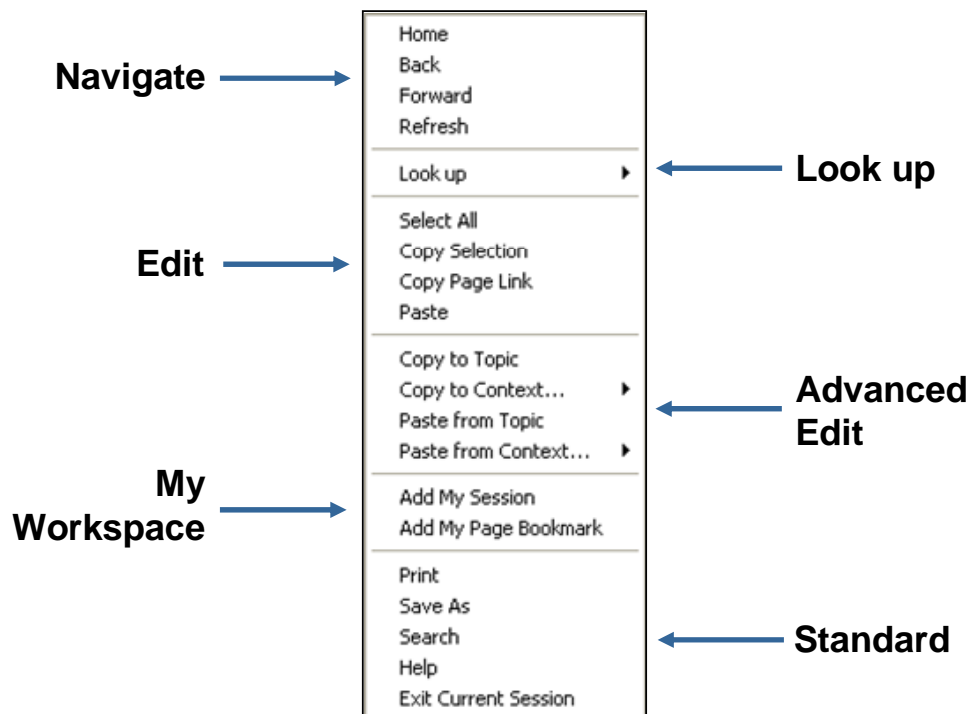 Navigate
Home
Back
Forward
Refresh
Look up
Look up
Edit
Select All
Copy Selection
Copy Page Link
Paste
Copy to Topic
Copy to Context...
Paste from Topic
Paste from Context...
Advanced
Edit
My
Workspace
Add My Session
Add My Page Bookmark
Print
Save As
Search
Help
Exit Current Session
Standard